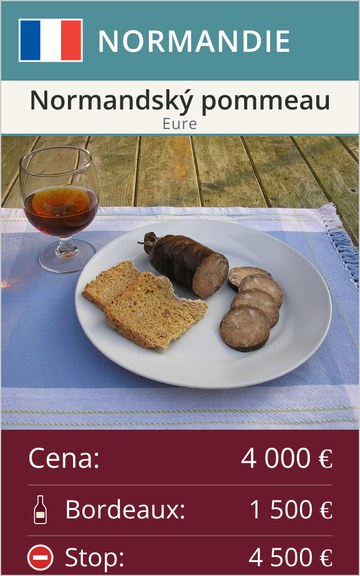 NORMANDIE
Normandský pommeau
Eure
Cena: 4 000 €
Bordeaux: 1 500 €
Stop: 4 500 €